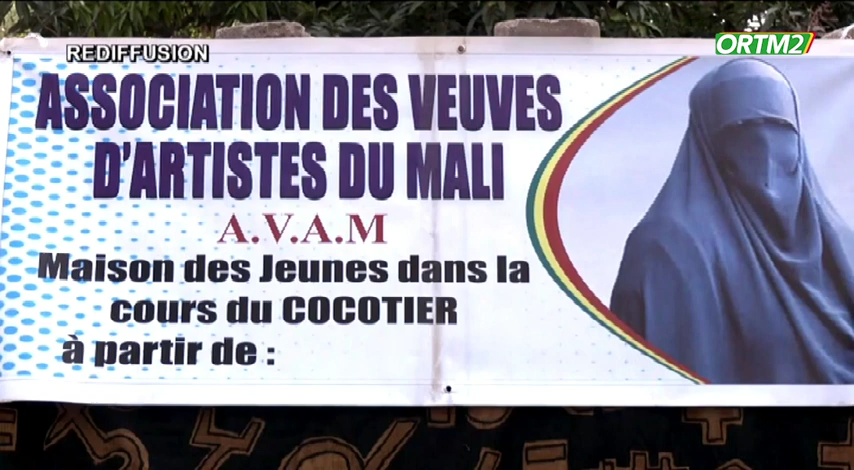 REDIFFUSION
ORTM2
ASSOCIATION DES VEUVES
D'ARTISTES DU MALI
A.V.A.M
Maison des Jeunes dans la
cours du COCOTIER
à partir de :